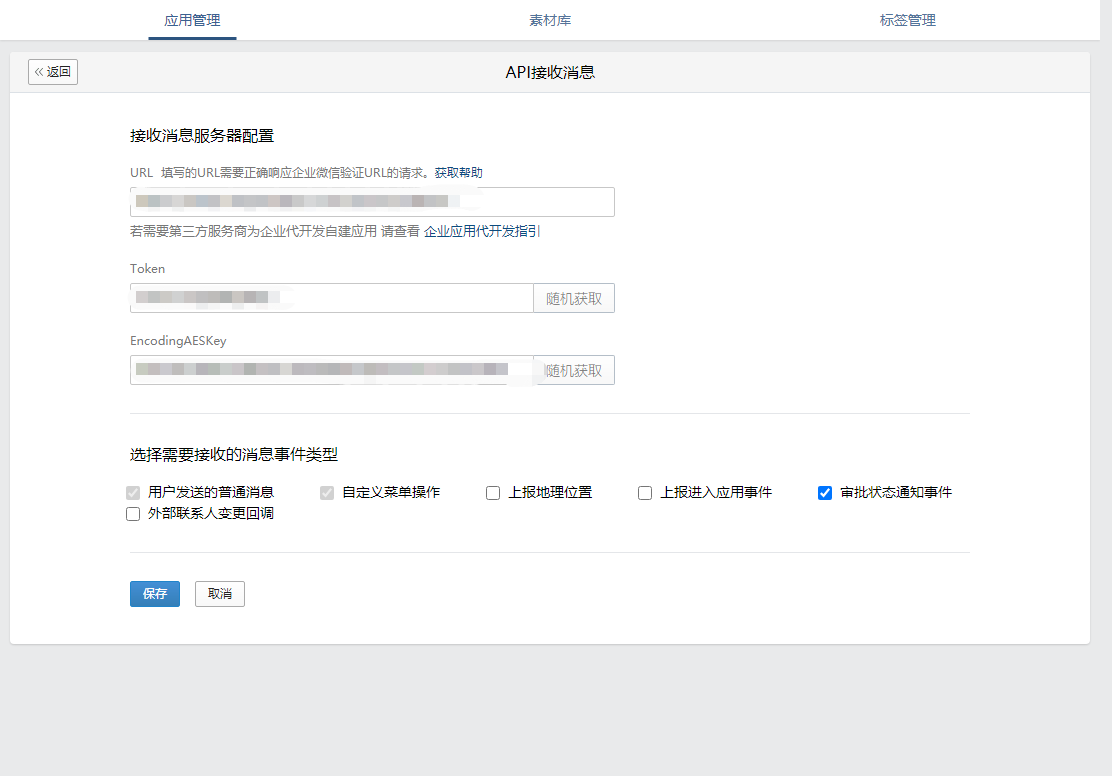 应用管理 素材库 标签管理
返回 API接收消息
接收消息服务器配置
URL 填写的URL需要正确响应企业微信验证URL的请求。获取帮助
若需要第三方服务商为企业代开发自建应用 请查看 企业应用代开发指引
Token
随机获取
EncodingAESKey
随机获取
选择需要接收的消息事件类型
用户发送的普通消息 自定义菜单操作 上报地理位置 上报进入应用事件 审批状态通知事件
外部联系人变更回调
保存 取消